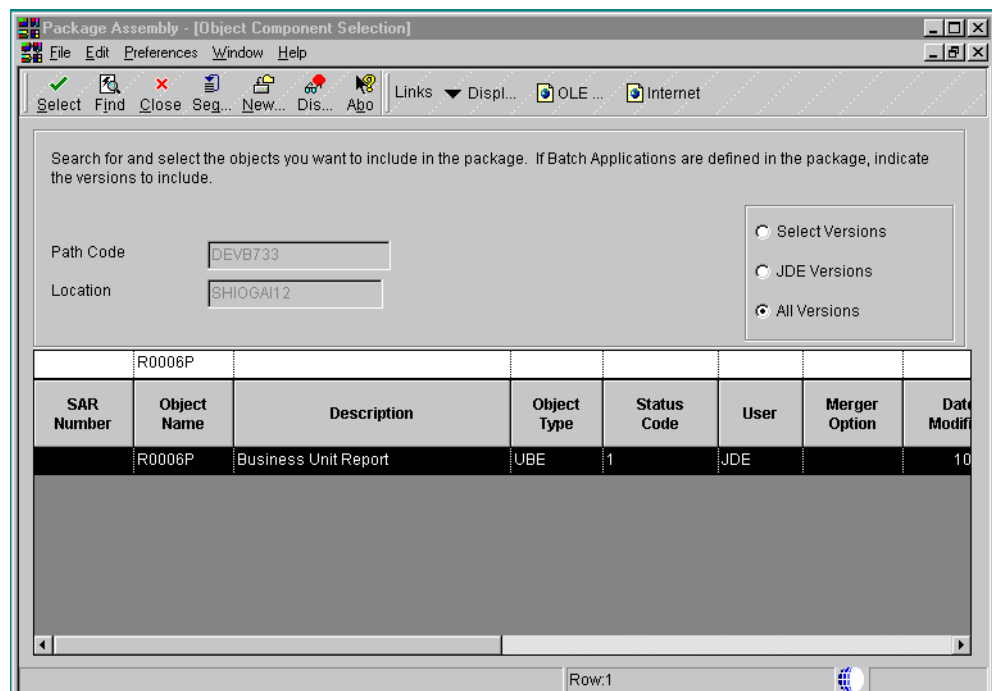 Package Assembly - [Object Component Selection]
File Edit Preferences Window Help
Select Find Close Seq... New... Dis... Abo Links Displ... OLE ... Internet
Search for and select the objects you want to include in the package. If Batch Applications are defined in the package, indicate
the versions to include.
Select Versions
Path Code DEVB733
JDE Versions
Location SHIOGAI12
All Versions
R0006P
SAR Number Object Name Description Object Type Status Code User Merger Option Date Modifi
R0006P Business Unit Report UBE 1 JDE 10
Row:1